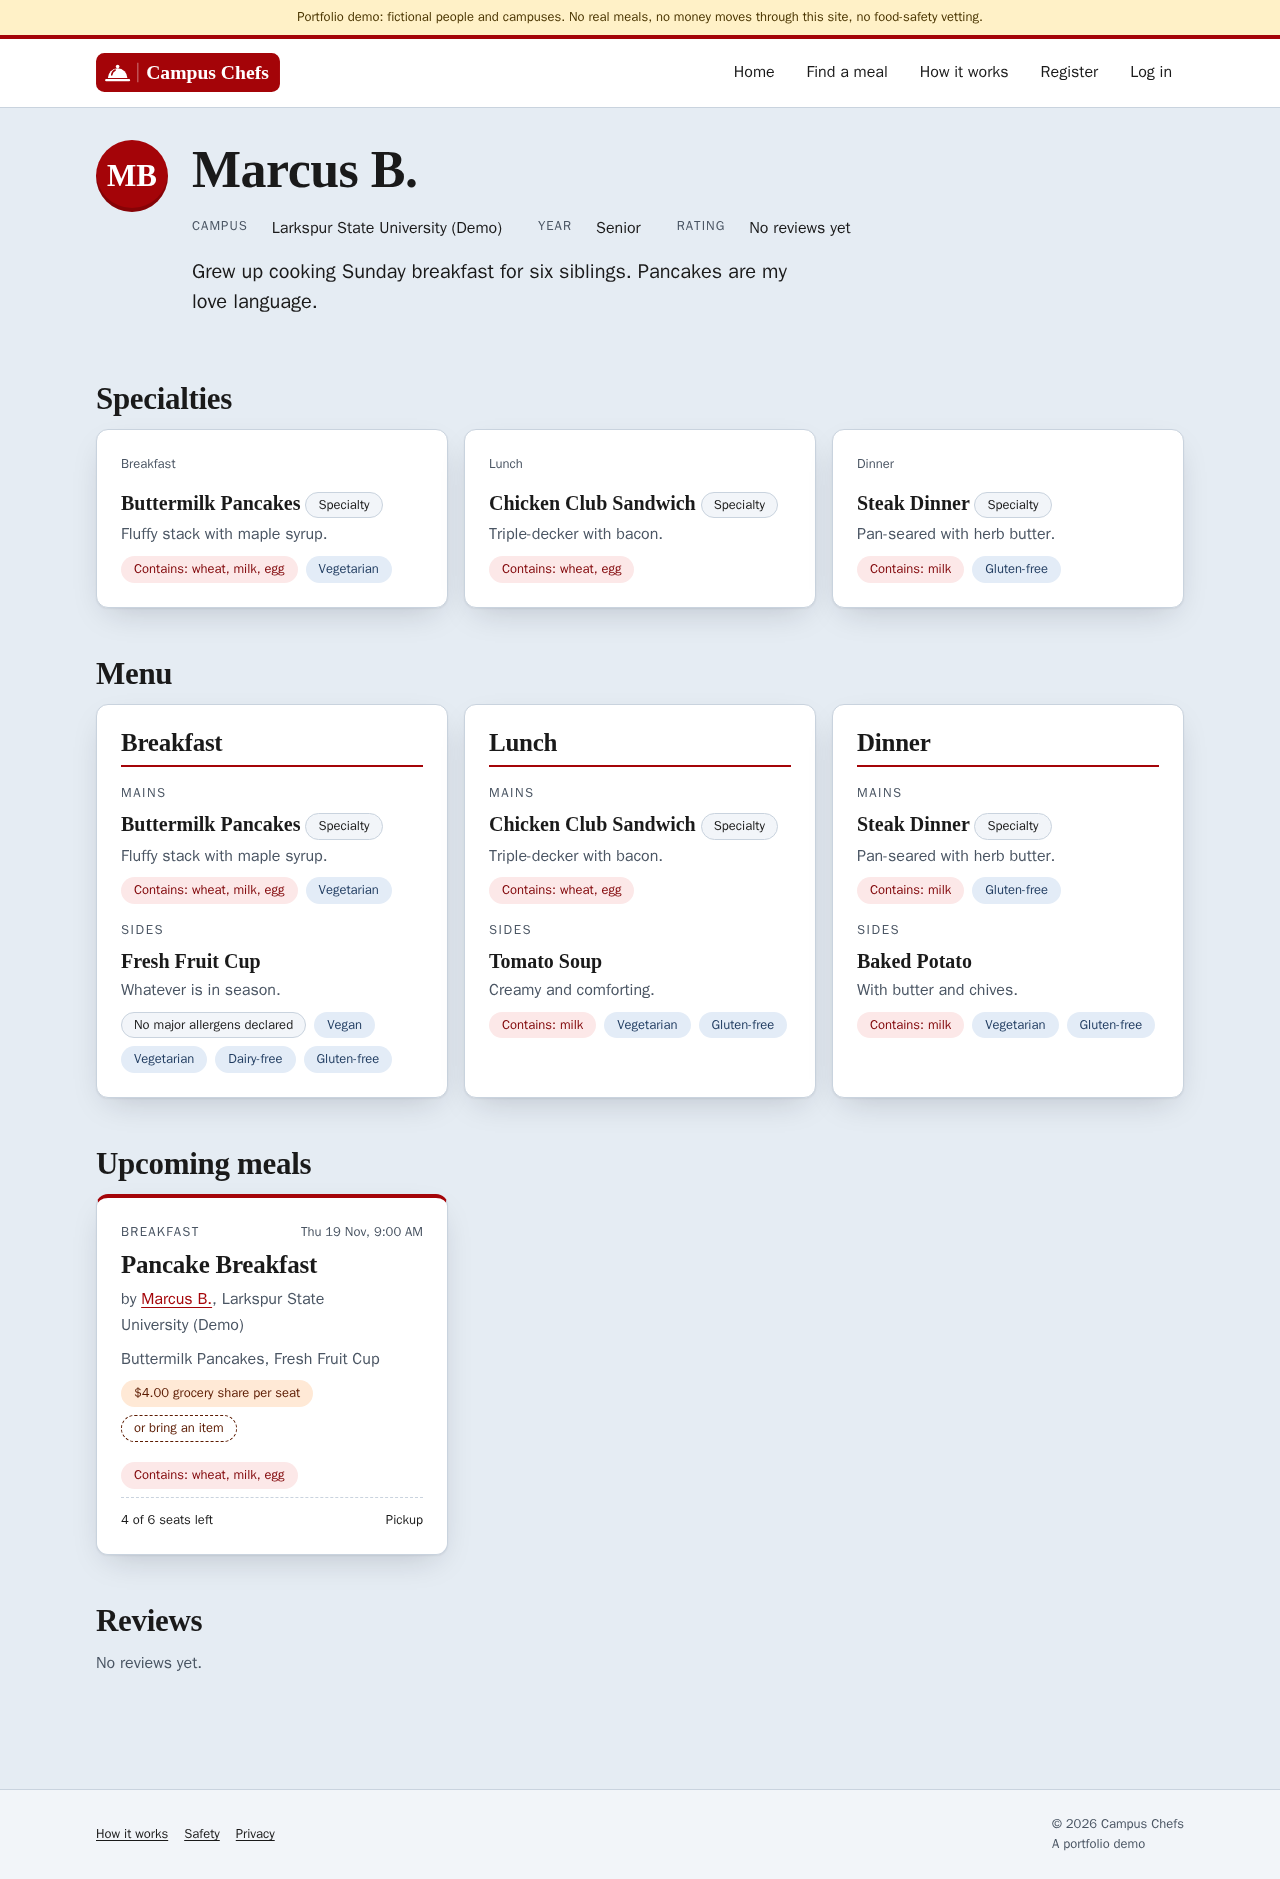 Portfolio demo: fictional people and campuses. No real meals, no money moves through this site, no food-safety vetting.
Campus Chefs
Home Find a meal How it works Register Log in
MB
Marcus B.
CAMPUS Larkspur State University (Demo) YEAR Senior RATING No reviews yet
Grew up cooking Sunday breakfast for six siblings. Pancakes are my
love language.
Specialties
Breakfast
Buttermilk Pancakes Specialty
Fluffy stack with maple syrup.
Contains: wheat, milk, egg Vegetarian
Lunch
Chicken Club Sandwich Specialty
Triple-decker with bacon.
Contains: wheat, egg
Dinner
Steak Dinner Specialty
Pan-seared with herb butter.
Contains: milk Gluten-free
Menu
Breakfast
MAINS
Buttermilk Pancakes Specialty
Fluffy stack with maple syrup.
Contains: wheat, milk, egg Vegetarian
SIDES
Fresh Fruit Cup
Whatever is in season.
No major allergens declared Vegan
Vegetarian Dairy-free Gluten-free
Lunch
MAINS
Chicken Club Sandwich Specialty
Triple-decker with bacon.
Contains: wheat, egg
SIDES
Tomato Soup
Creamy and comforting.
Contains: milk Vegetarian Gluten-free
Dinner
MAINS
Steak Dinner Specialty
Pan-seared with herb butter.
Contains: milk Gluten-free
SIDES
Baked Potato
With butter and chives.
Contains: milk Vegetarian Gluten-free
Upcoming meals
BREAKFAST Thu 19 Nov, 9:00 AM
Pancake Breakfast
by Marcus B., Larkspur State
University (Demo)
Buttermilk Pancakes, Fresh Fruit Cup
$4.00 grocery share per seat
or bring an item
Contains: wheat, milk, egg
4 of 6 seats left Pickup
Reviews
No reviews yet.
How it works Safety Privacy
© 2026 Campus Chefs
A portfolio demo